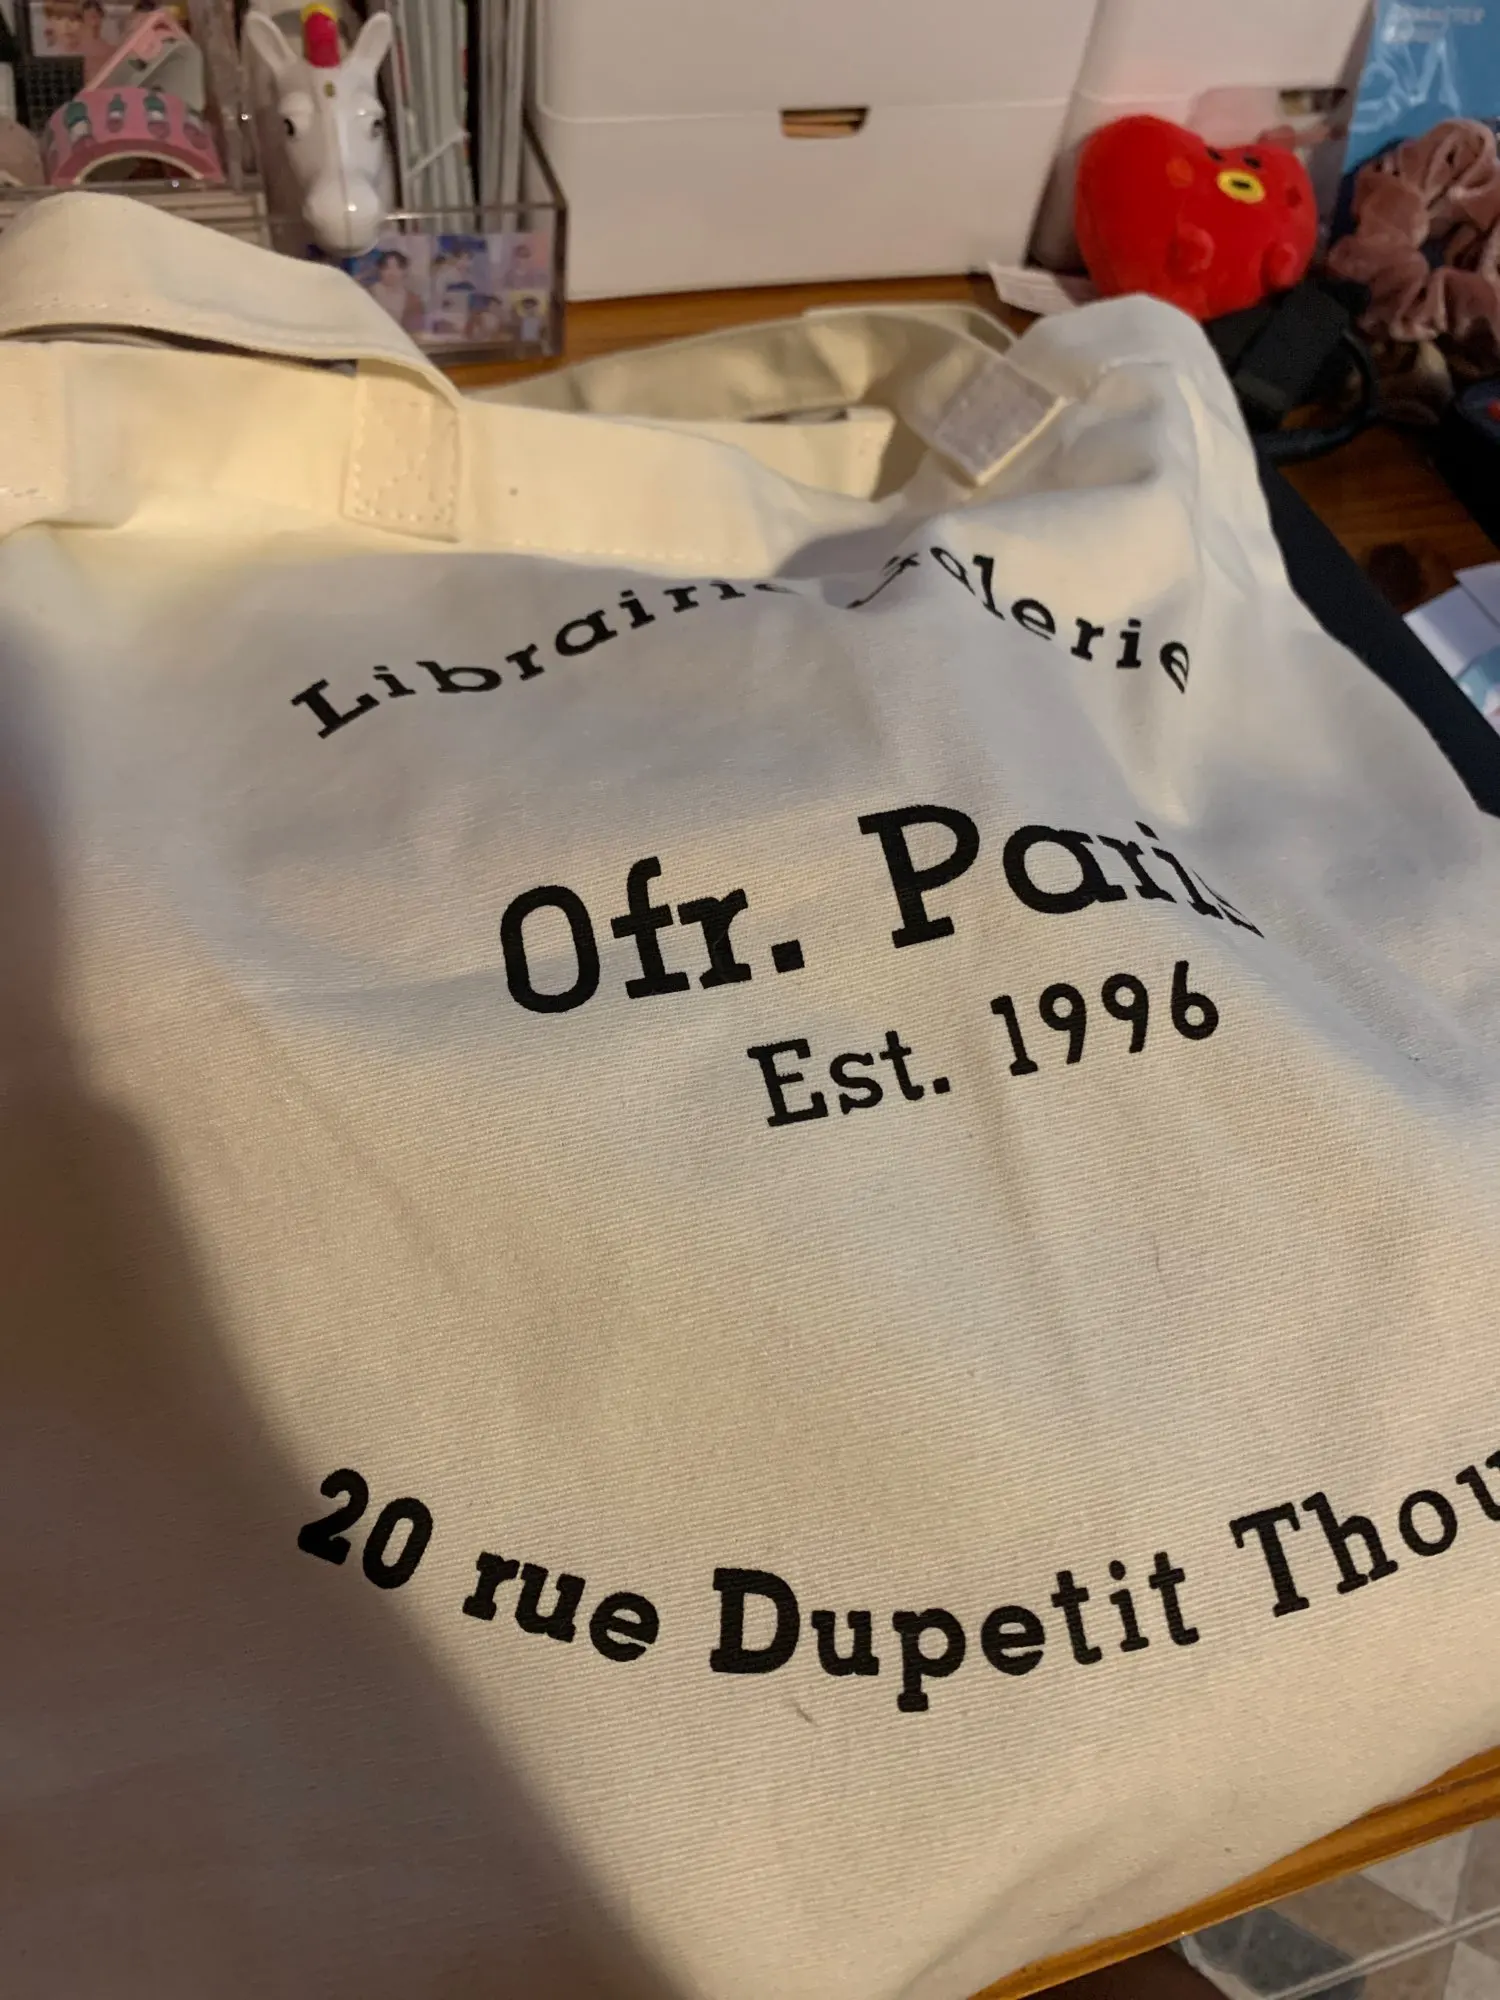 Librairie Galerie
Ofr. Paris
Est. 1996
20 rue Dupetit Thou